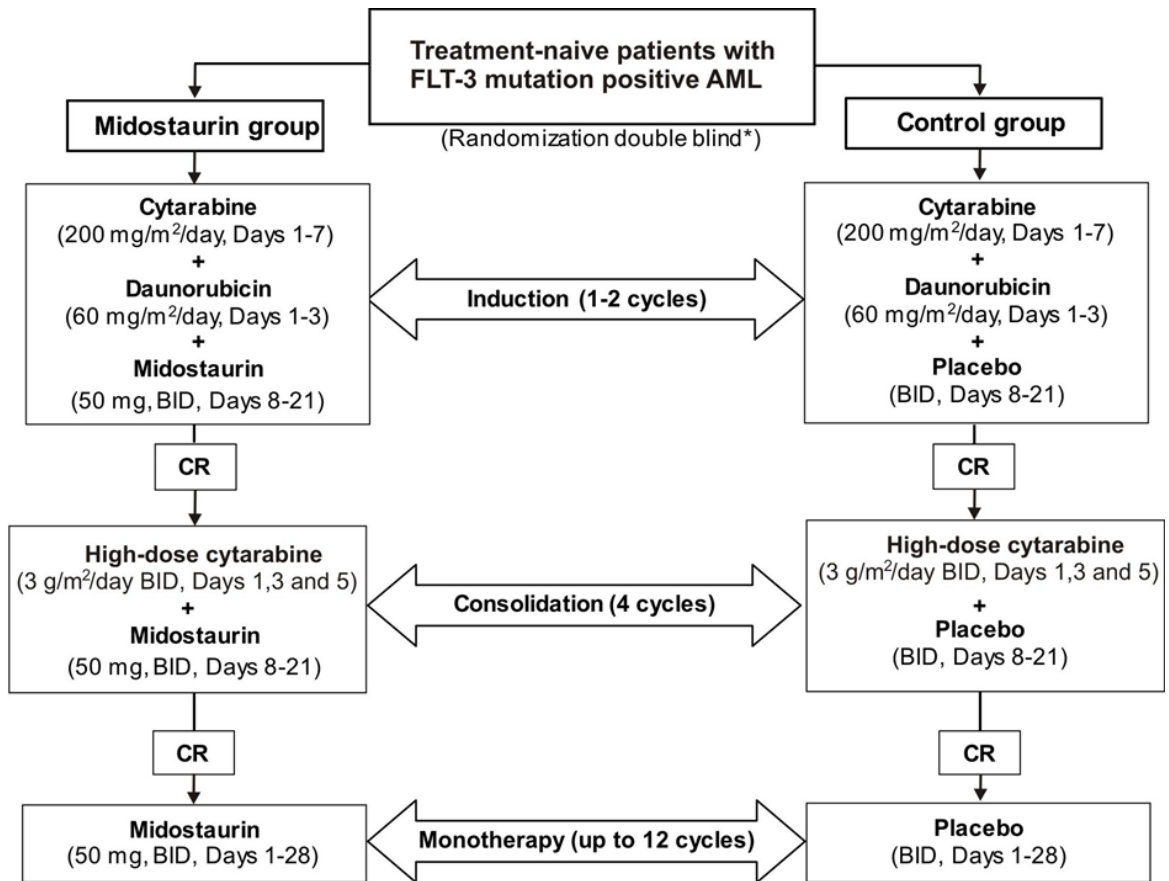 Treatment-naive patients with
FLT-3 mutation positive AML
(Randomization double blind*)
Midostaurin group
Control group
Cytarabine
(200 mg/m²/day, Days 1-7)
+
Daunorubicin
(60 mg/m²/day, Days 1-3)
+
Midostaurin
(50 mg, BID, Days 8-21)
Induction (1-2 cycles)
Cytarabine
(200 mg/m²/day, Days 1-7)
+
Daunorubicin
(60 mg/m²/day, Days 1-3)
+
Placebo
(BID, Days 8-21)
CR
CR
High-dose cytarabine
(3 g/m²/day BID, Days 1,3 and 5)
+
Midostaurin
(50 mg, BID, Days 8-21)
Consolidation (4 cycles)
High-dose cytarabine
(3 g/m²/day BID, Days 1,3 and 5)
+
Placebo
(BID, Days 8-21)
CR
CR
Midostaurin
(50 mg, BID, Days 1-28)
Monotherapy (up to 12 cycles)
Placebo
(BID, Days 1-28)